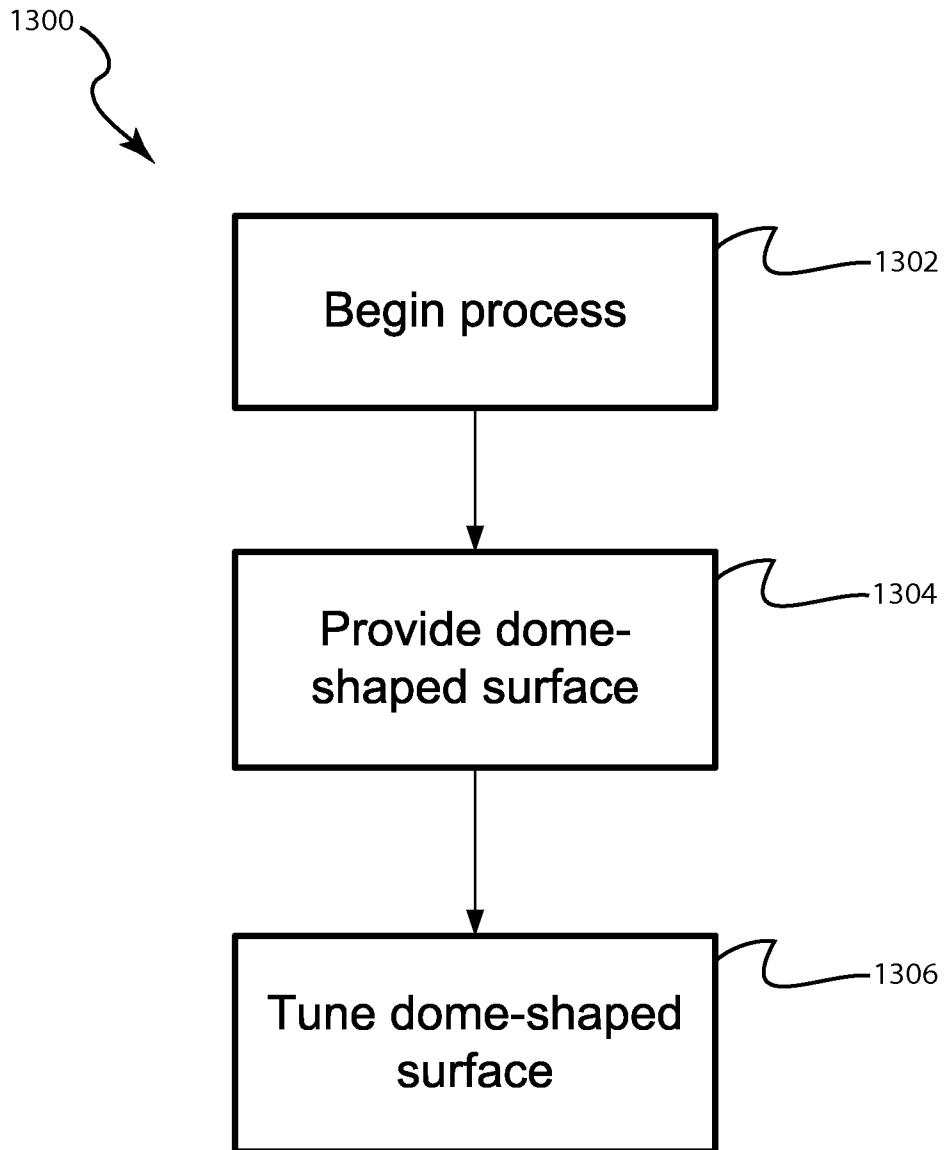 1300
Begin process
1302
Provide dome-
shaped surface
1304
Tune dome-shaped
surface
1306